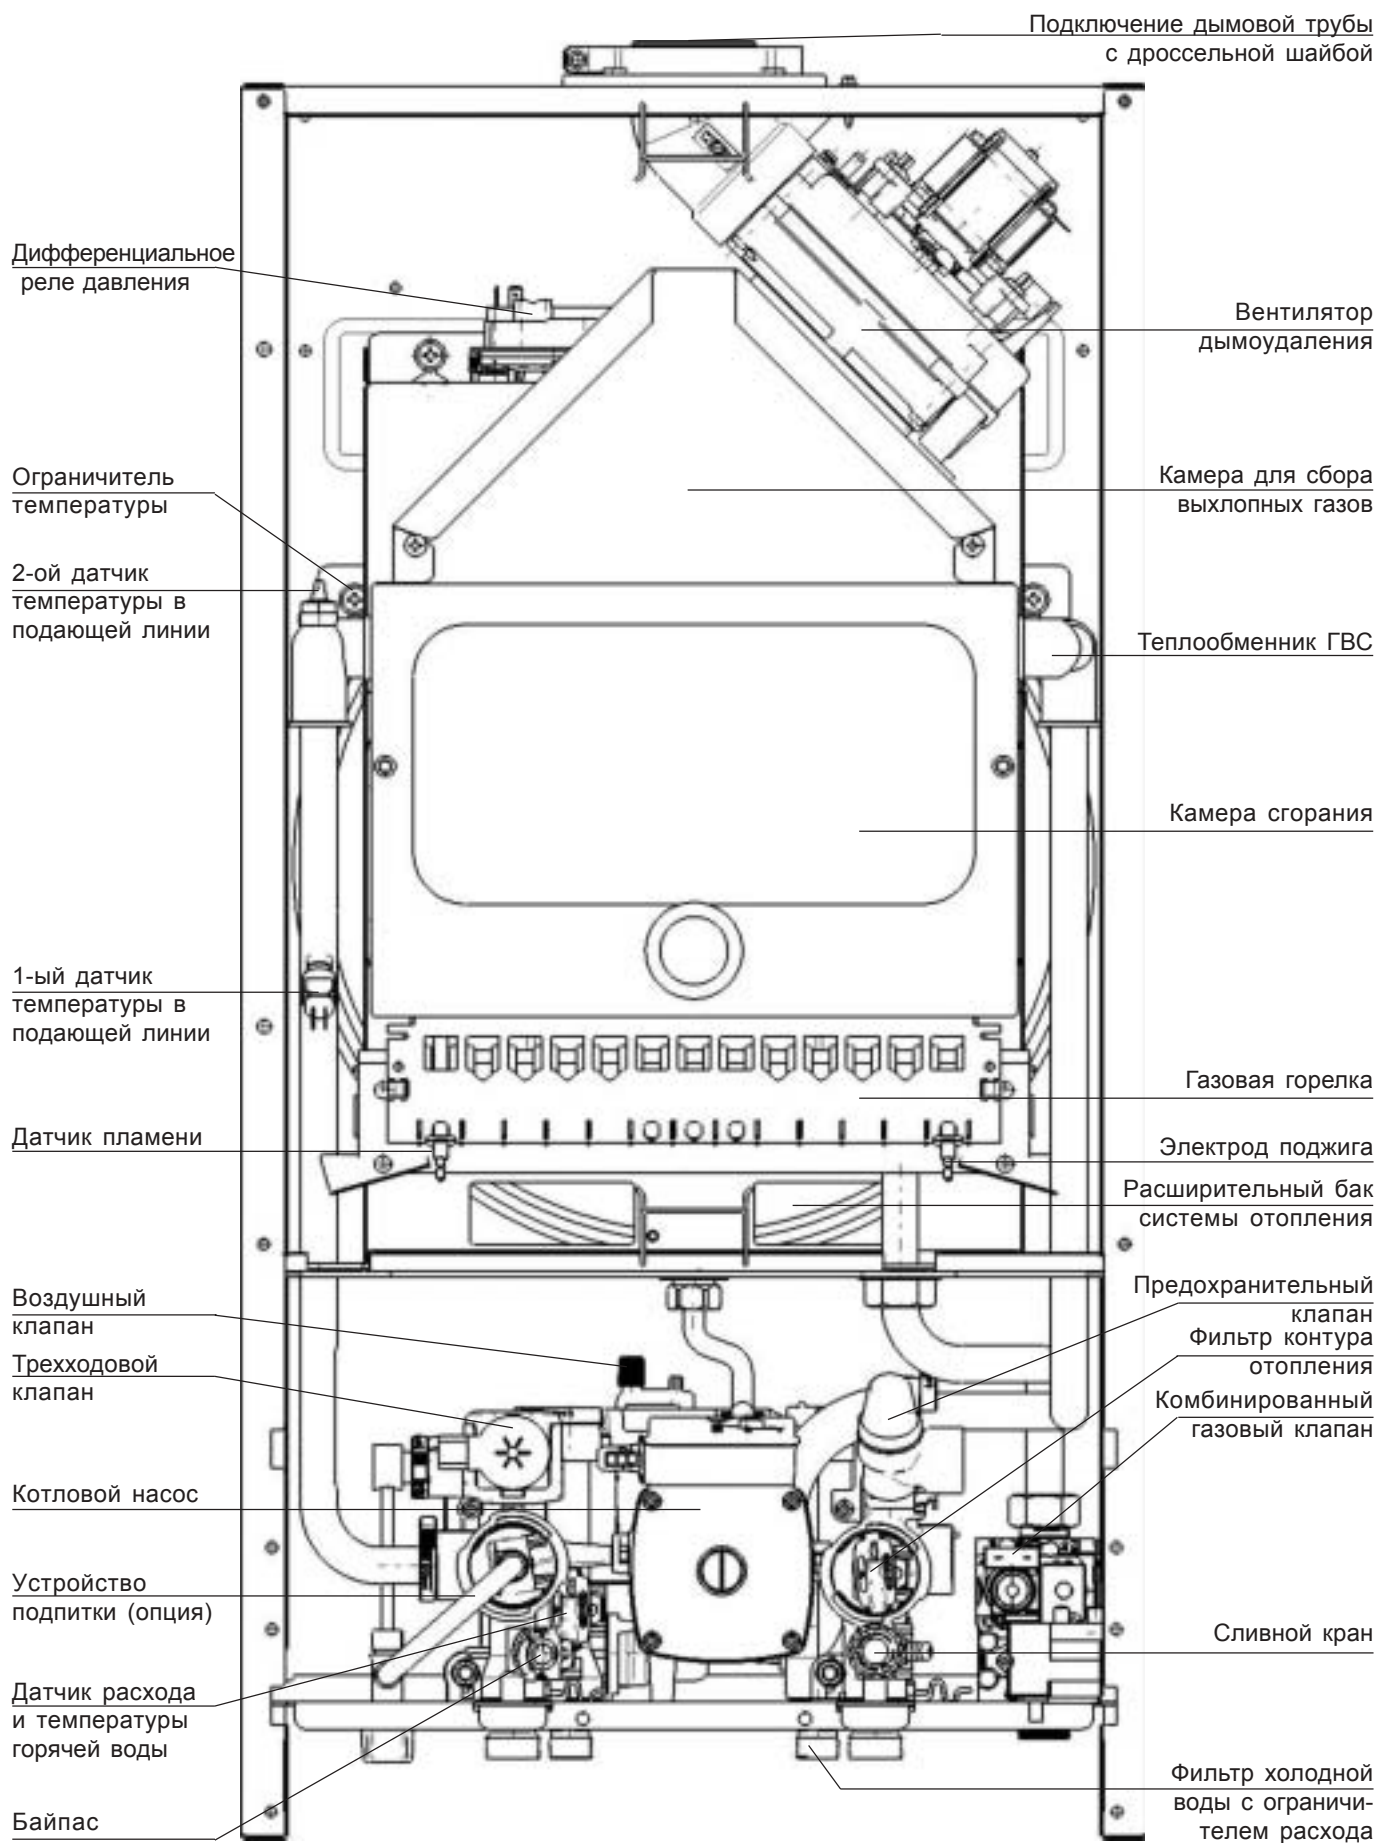 Подключение дымовой трубы
с дроссельной шайбой
Дифференциальное
реле давления
Вентилятор
дымоудаления
Ограничитель
температуры
Камера для сбора
выхлопных газов
2-ой датчик
температуры в
подающей линии
Теплообменник ГВС
Камера сгорания
1-ый датчик
температуры в
подающей линии
Газовая горелка
Датчик пламени
Электрод поджига
Расширительный бак
системы отопления
Воздушный
клапан
Предохранительный
клапан
Трехходовой
клапан
Фильтр контура
отопления
Комбинированный
газовый клапан
Котловой насос
Устройство
подпитки (опция)
Сливной кран
Датчик расхода
и температуры
горячей воды
Фильтр холодной
воды с ограничи-
телем расхода
Байпас